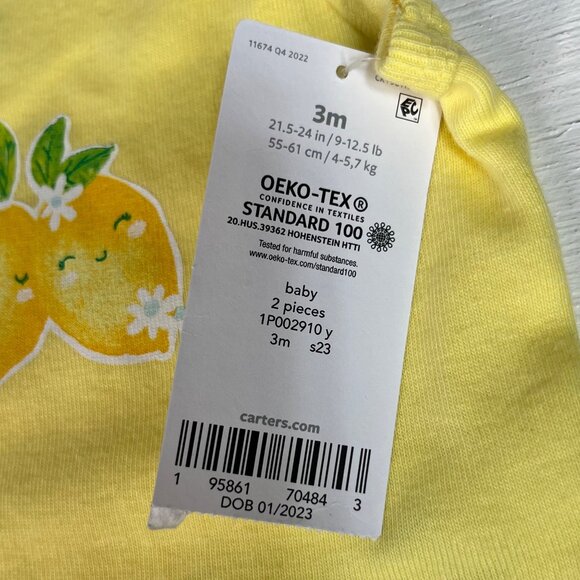 11674 Q4 2022
3m
21.5-24 in / 9-12.5 lb
55-61 cm / 4-5,7 kg
OEKO-TEX®
CONFIDENCE IN TEXTILES
STANDARD 100
20.HUS.39362 HOHENSTEIN HTTI
Tested for harmful substances.
www.oeko-tex.com/standard100
baby
2 pieces
1P002910 y
3m s23
carters.com
1 95861 70484 3
DOB 01/2023